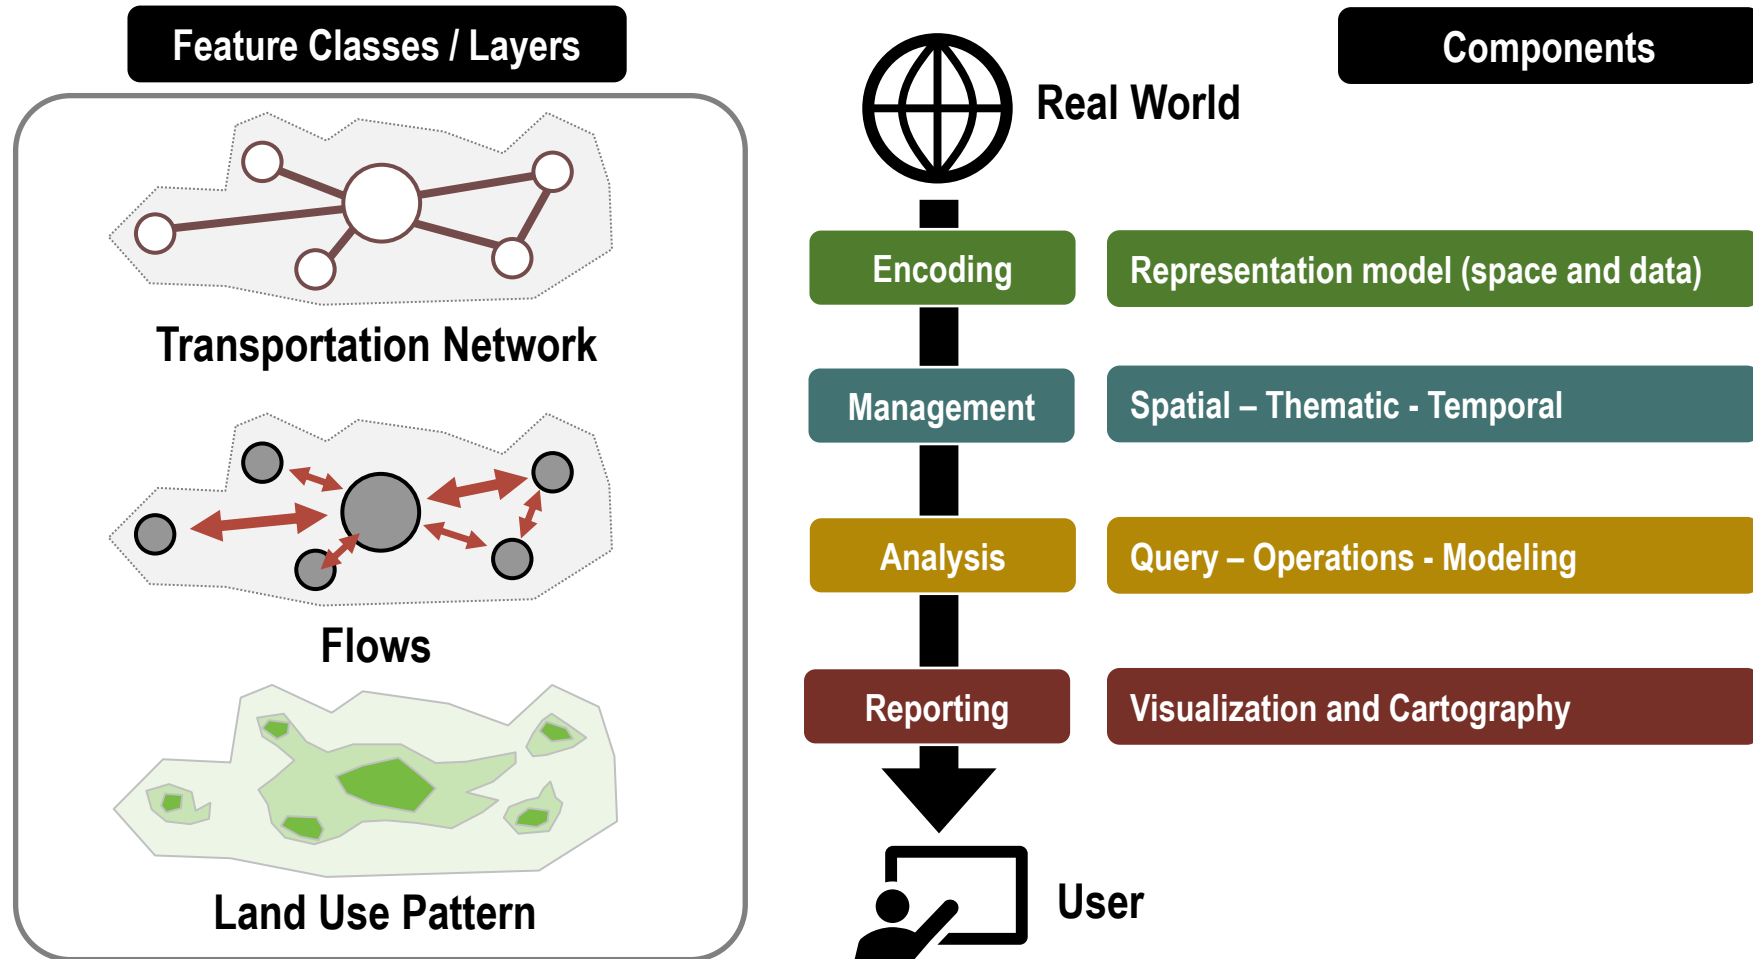 Feature Classes / Layers
Transportation Network
Flows
Land Use Pattern
Components
Real World
Encoding
Representation model (space and data)
Management
Spatial – Thematic - Temporal
Analysis
Query – Operations - Modeling
Reporting
Visualization and Cartography
User